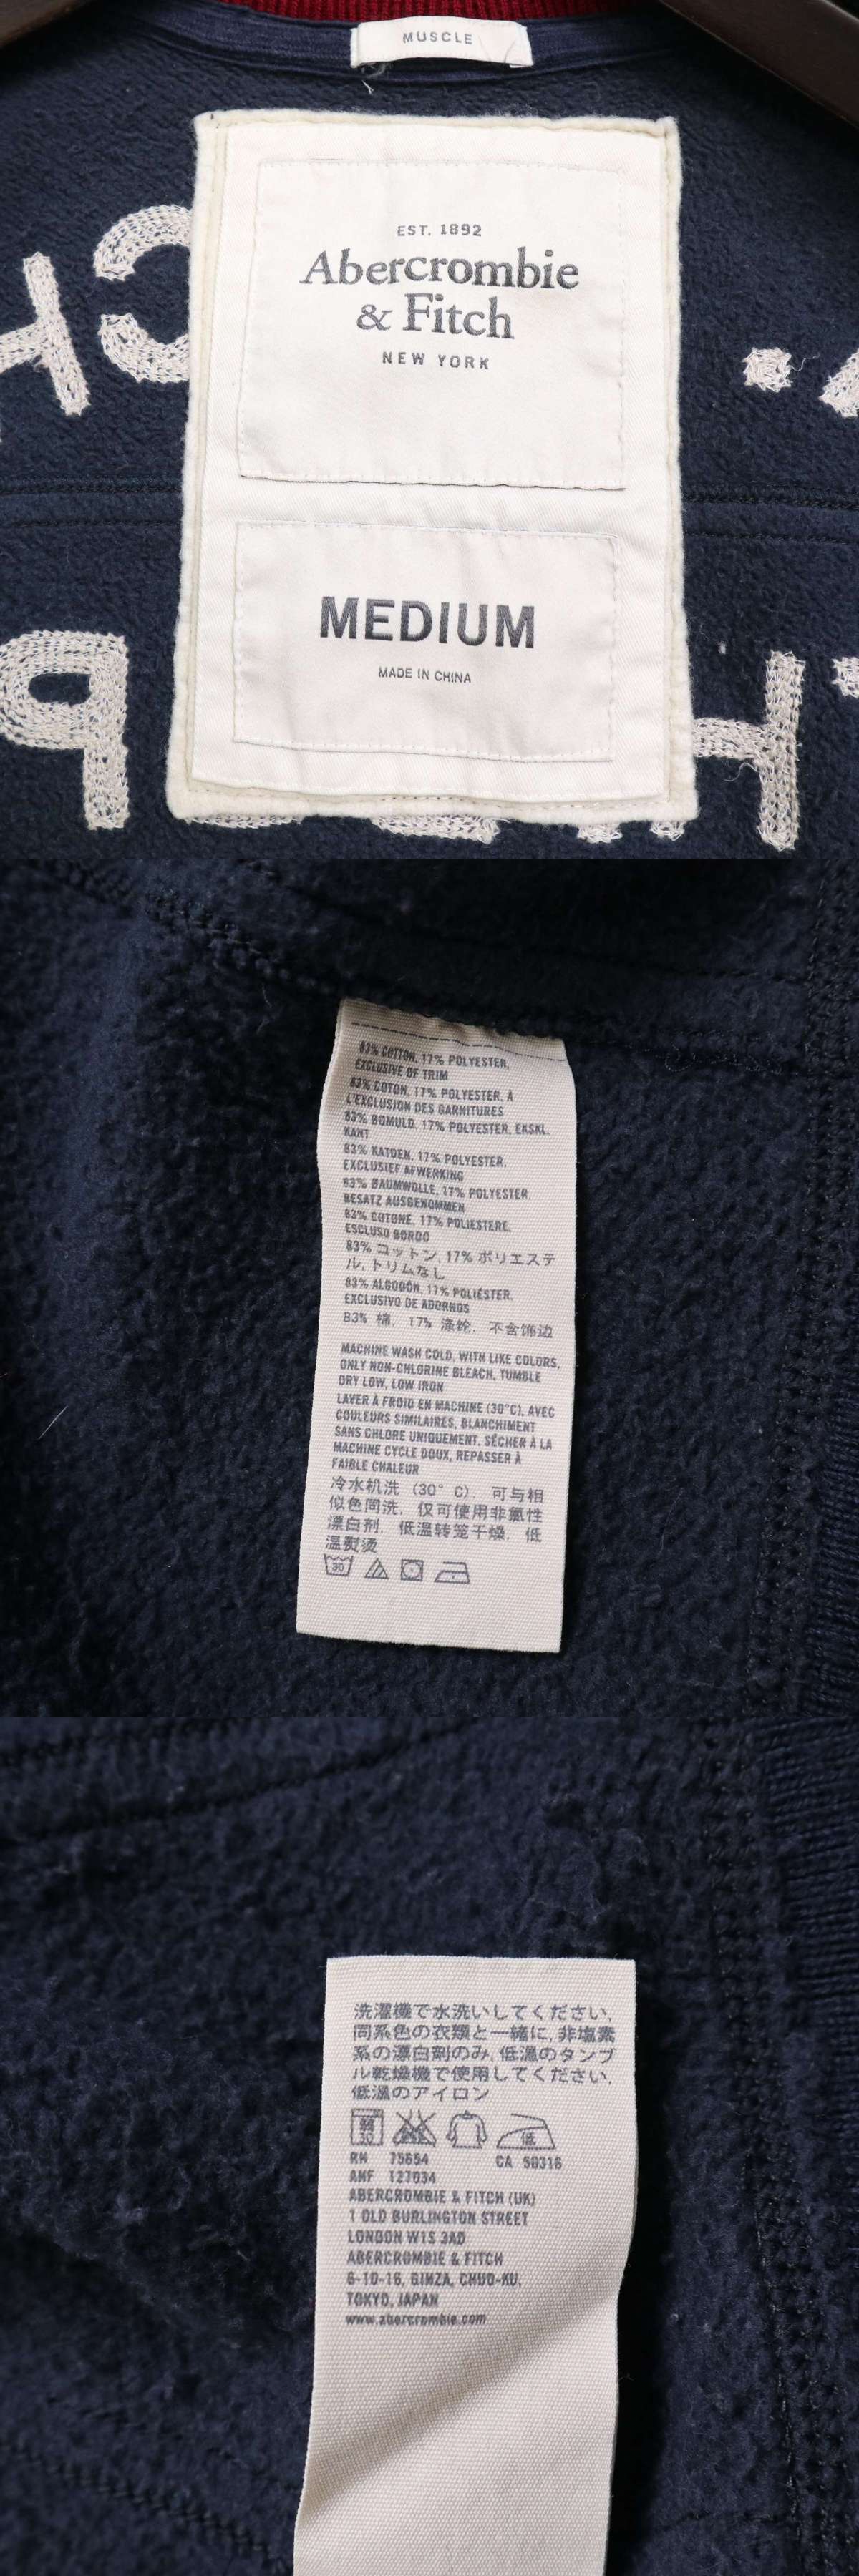 MUSCLE
EST. 1892
Abercrombie
& Fitch
NEW YORK
MEDIUM
MADE IN CHINA
83% COTTON, 17% POLYESTER,
EXCLUSIVE OF TRIM
83% COTON, 17% POLYESTER, À
L'EXCLUSION DES GARNITURES
83% BOMULD, 17% POLYESTER, EKSKL.
KANT
83% KATOEN, 17% POLYESTER,
EXCLUSIEF AFWERKING
83% BAUMWOLLE, 17% POLYESTER
BESATZ AUSGENOMMEN
83% COTONE, 17% POLIESTERE,
ESCLUSO BORDO
83% コットン, 17% ポリエステ
ル, トリムなし
83% ALGODÓN, 17% POLIÉSTER,
EXCLUSIVO DE ADORNOS
83% 棉, 17% 涤纶, 不含饰边
MACHINE WASH COLD, WITH LIKE COLORS,
ONLY NON-CHLORINE BLEACH, TUMBLE
DRY LOW, LOW IRON
LAVER À FROID EN MACHINE (30°C), AVEC
COULEURS SIMILAIRES, BLANCHIMENT
SANS CHLORE UNIQUEMENT, SÉCHER À LA
MACHINE CYCLE DOUX, REPASSER À
FAIBLE CHALEUR
冷水机洗 (30° C), 可与相
似色同洗, 仅可使用非氯性
漂白剂, 低温转笼干燥, 低
温熨烫
30
洗濯機で水洗いしてください,
同系色の衣類と一緒に, 非塩素
系の漂白剤のみ, 低温のタンブ
ル乾燥機で使用してください,
低温のアイロン
弱 30 低
RN 75654 CA 50316
ANF 127034
ABERCROMBIE & FITCH (UK)
1 OLD BURLINGTON STREET
LONDON W1S 3AD
ABERCROMBIE & FITCH
6-10-16, GINZA, CHUO-KU,
TOKYO, JAPAN
www.abercrombie.com